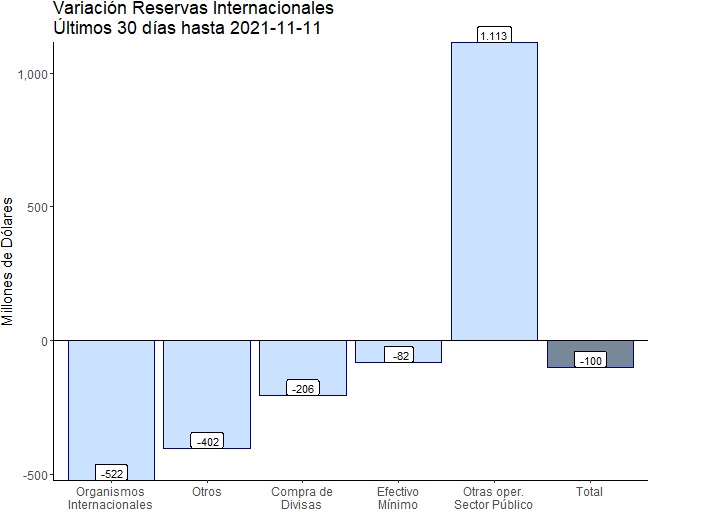 Variación Reservas Internacionales
Últimos 30 días hasta 2021-11-11
Millones de Dólares
1,000
500
0
-500
-522
-402
-206
-82
1.113
-100
Organismos
Internacionales
Otros
Compra de
Divisas
Efectivo
Mínimo
Otras oper.
Sector Público
Total